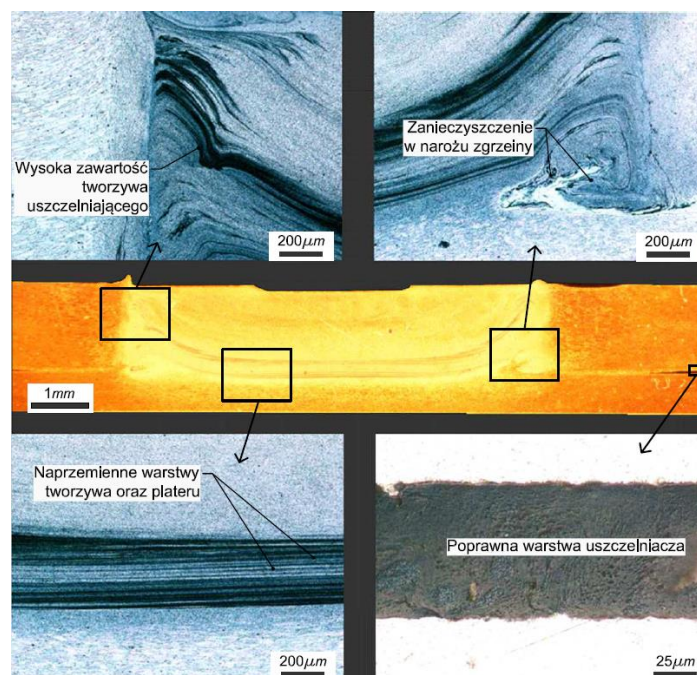 Wysoka zawartość
tworzywa
uszczelniającego
200µm
Zanieczyszczenie
w narożu zgrzeiny
200µm
1mm
Naprzemienne warstwy
tworzywa oraz plateru
200µm
Poprawna warstwa uszczelniacza
25µm